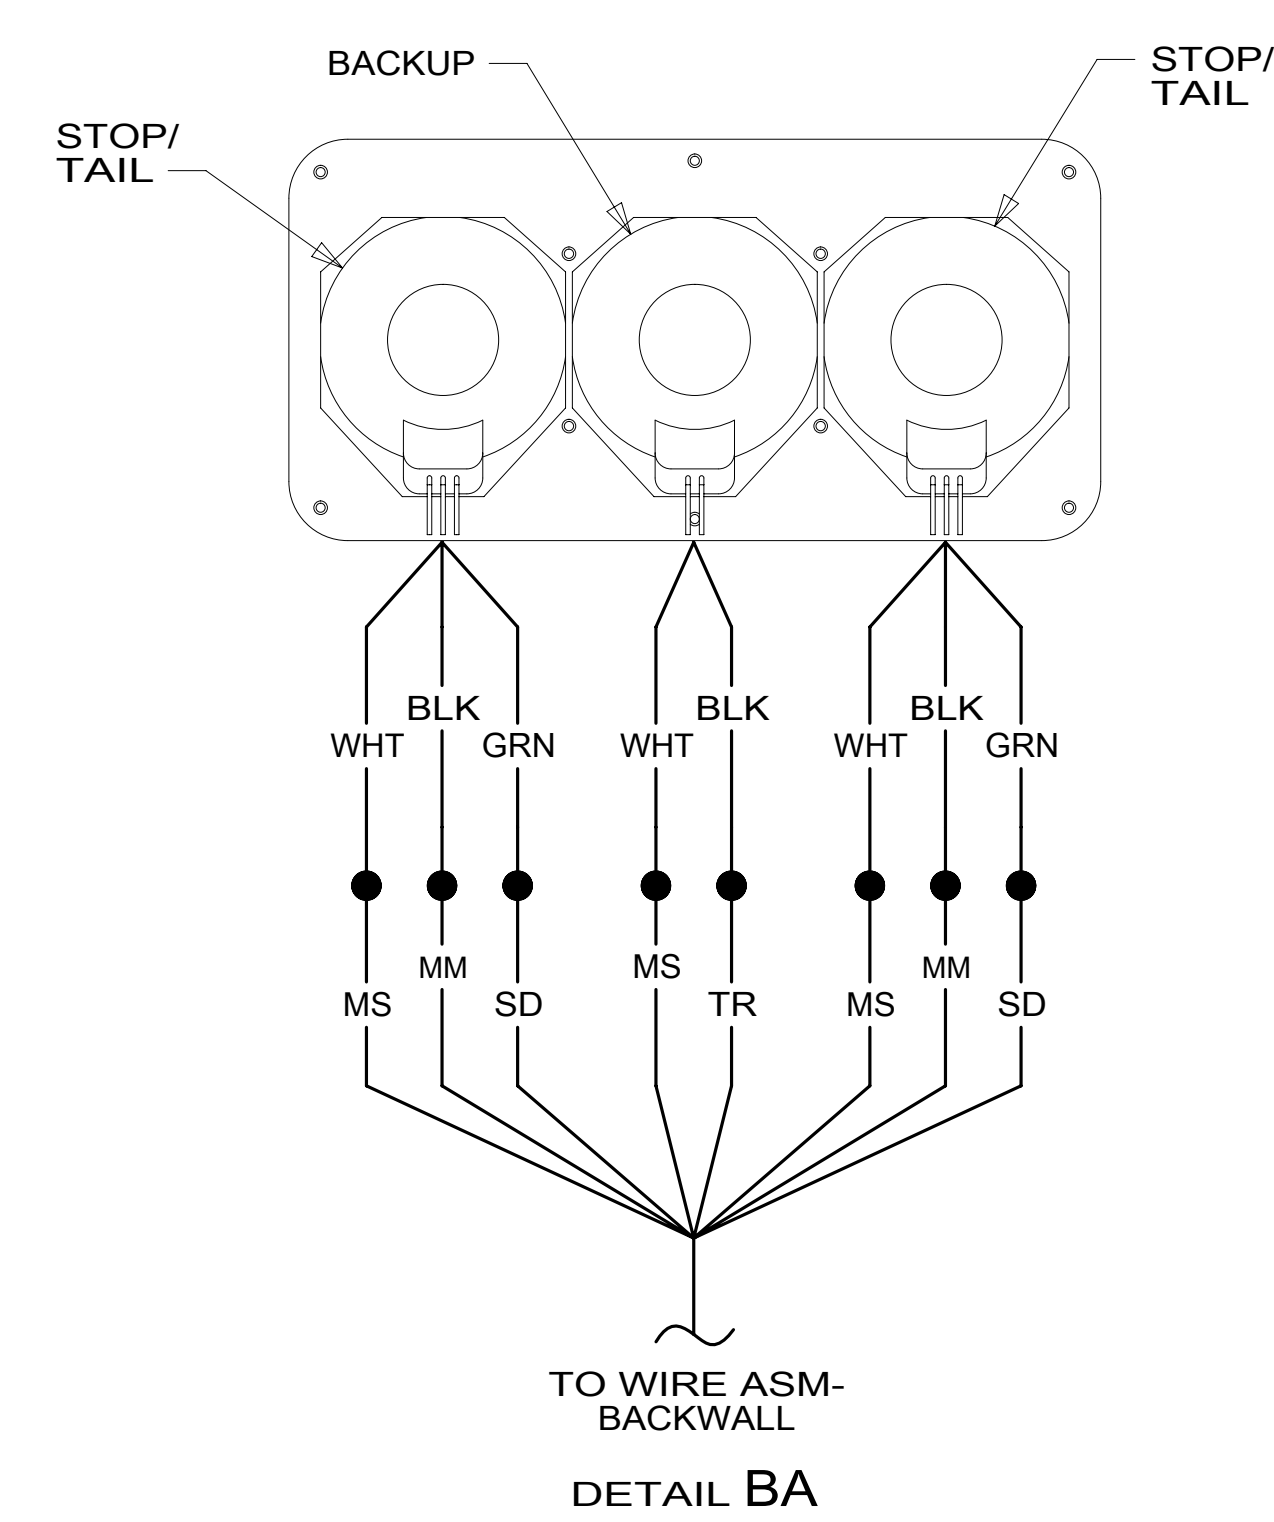 BACKUP
STOP/
TAIL
STOP/
TAIL
BLK
BLK
BLK
WHT
GRN
WHT
WHT
GRN
MM
MS
MM
MS
SD
TR
MS
SD
TO WIRE ASM-
BACKWALL
DETAIL BA